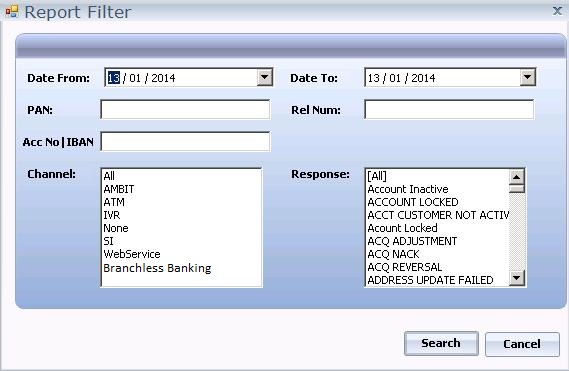 Report Filter
Date From: 13 / 01 / 2014 Date To: 13 / 01 / 2014
PAN: Rel Num:
Acc No|IBAN
Channel:
All
AMBIT
ATM
IVR
None
SI
WebService
Branchless Banking
Response:
[All]
Account Inactive
ACCOUNT LOCKED
ACCT CUSTOMER NOT ACTIV
Acount Locked
ACQ ADJUSTMENT
ACQ NACK
ACQ REVERSAL
ADDRESS UPDATE FAILED
Search Cancel